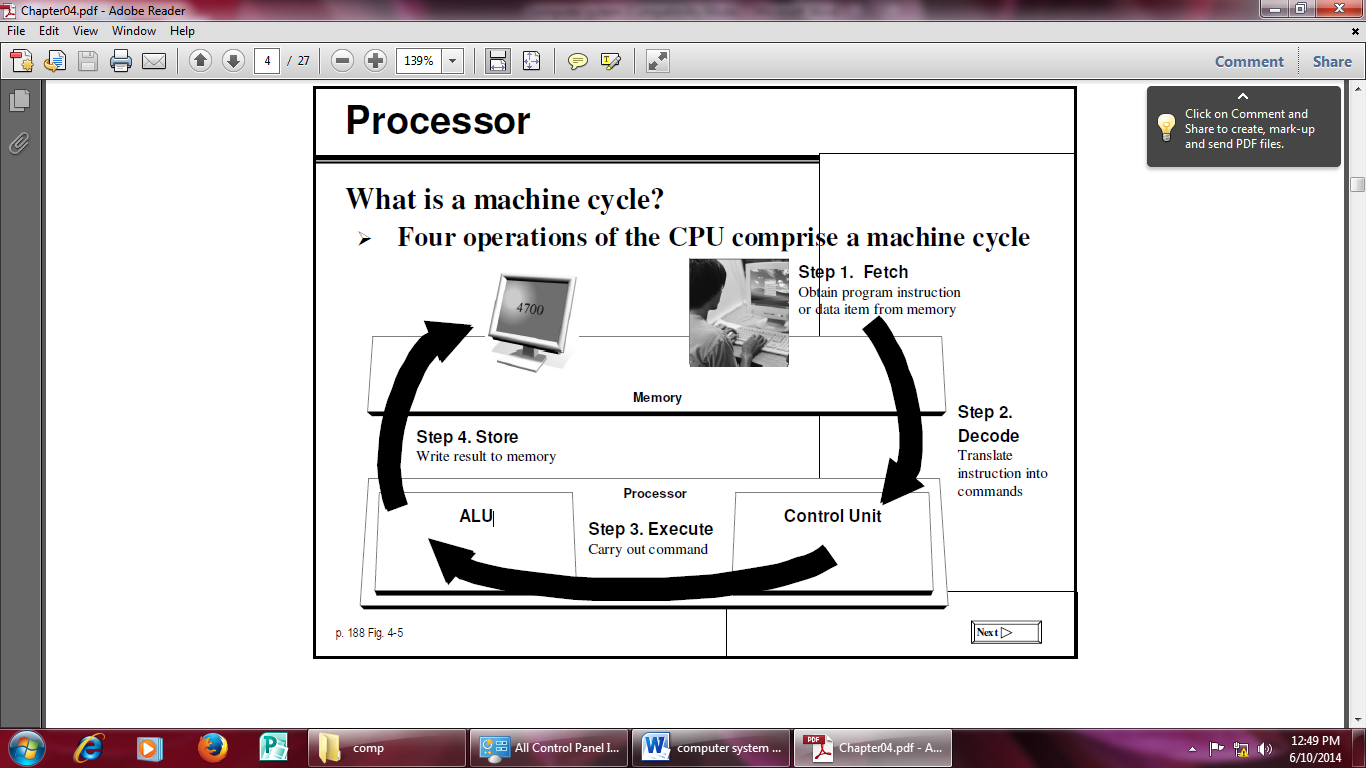 Chapter04.pdf - Adobe Reader
File Edit View Window Help
4 / 27 139% Comment Share
Click on Comment and
Share to create, mark-up
and send PDF files.
Processor
What is a machine cycle?
Four operations of the CPU comprise a machine cycle
4700
Step 1. Fetch
Obtain program instruction
or data item from memory
Memory
Step 2.
Decode
Translate
instruction into
commands
Step 4. Store
Write result to memory
Processor
ALU
Step 3. Execute
Carry out command
Control Unit
p. 188 Fig. 4-5
Next
comp
All Control Panel I...
computer system ...
PDF
Chapter04.pdf - A...
12:49 PM
6/10/2014